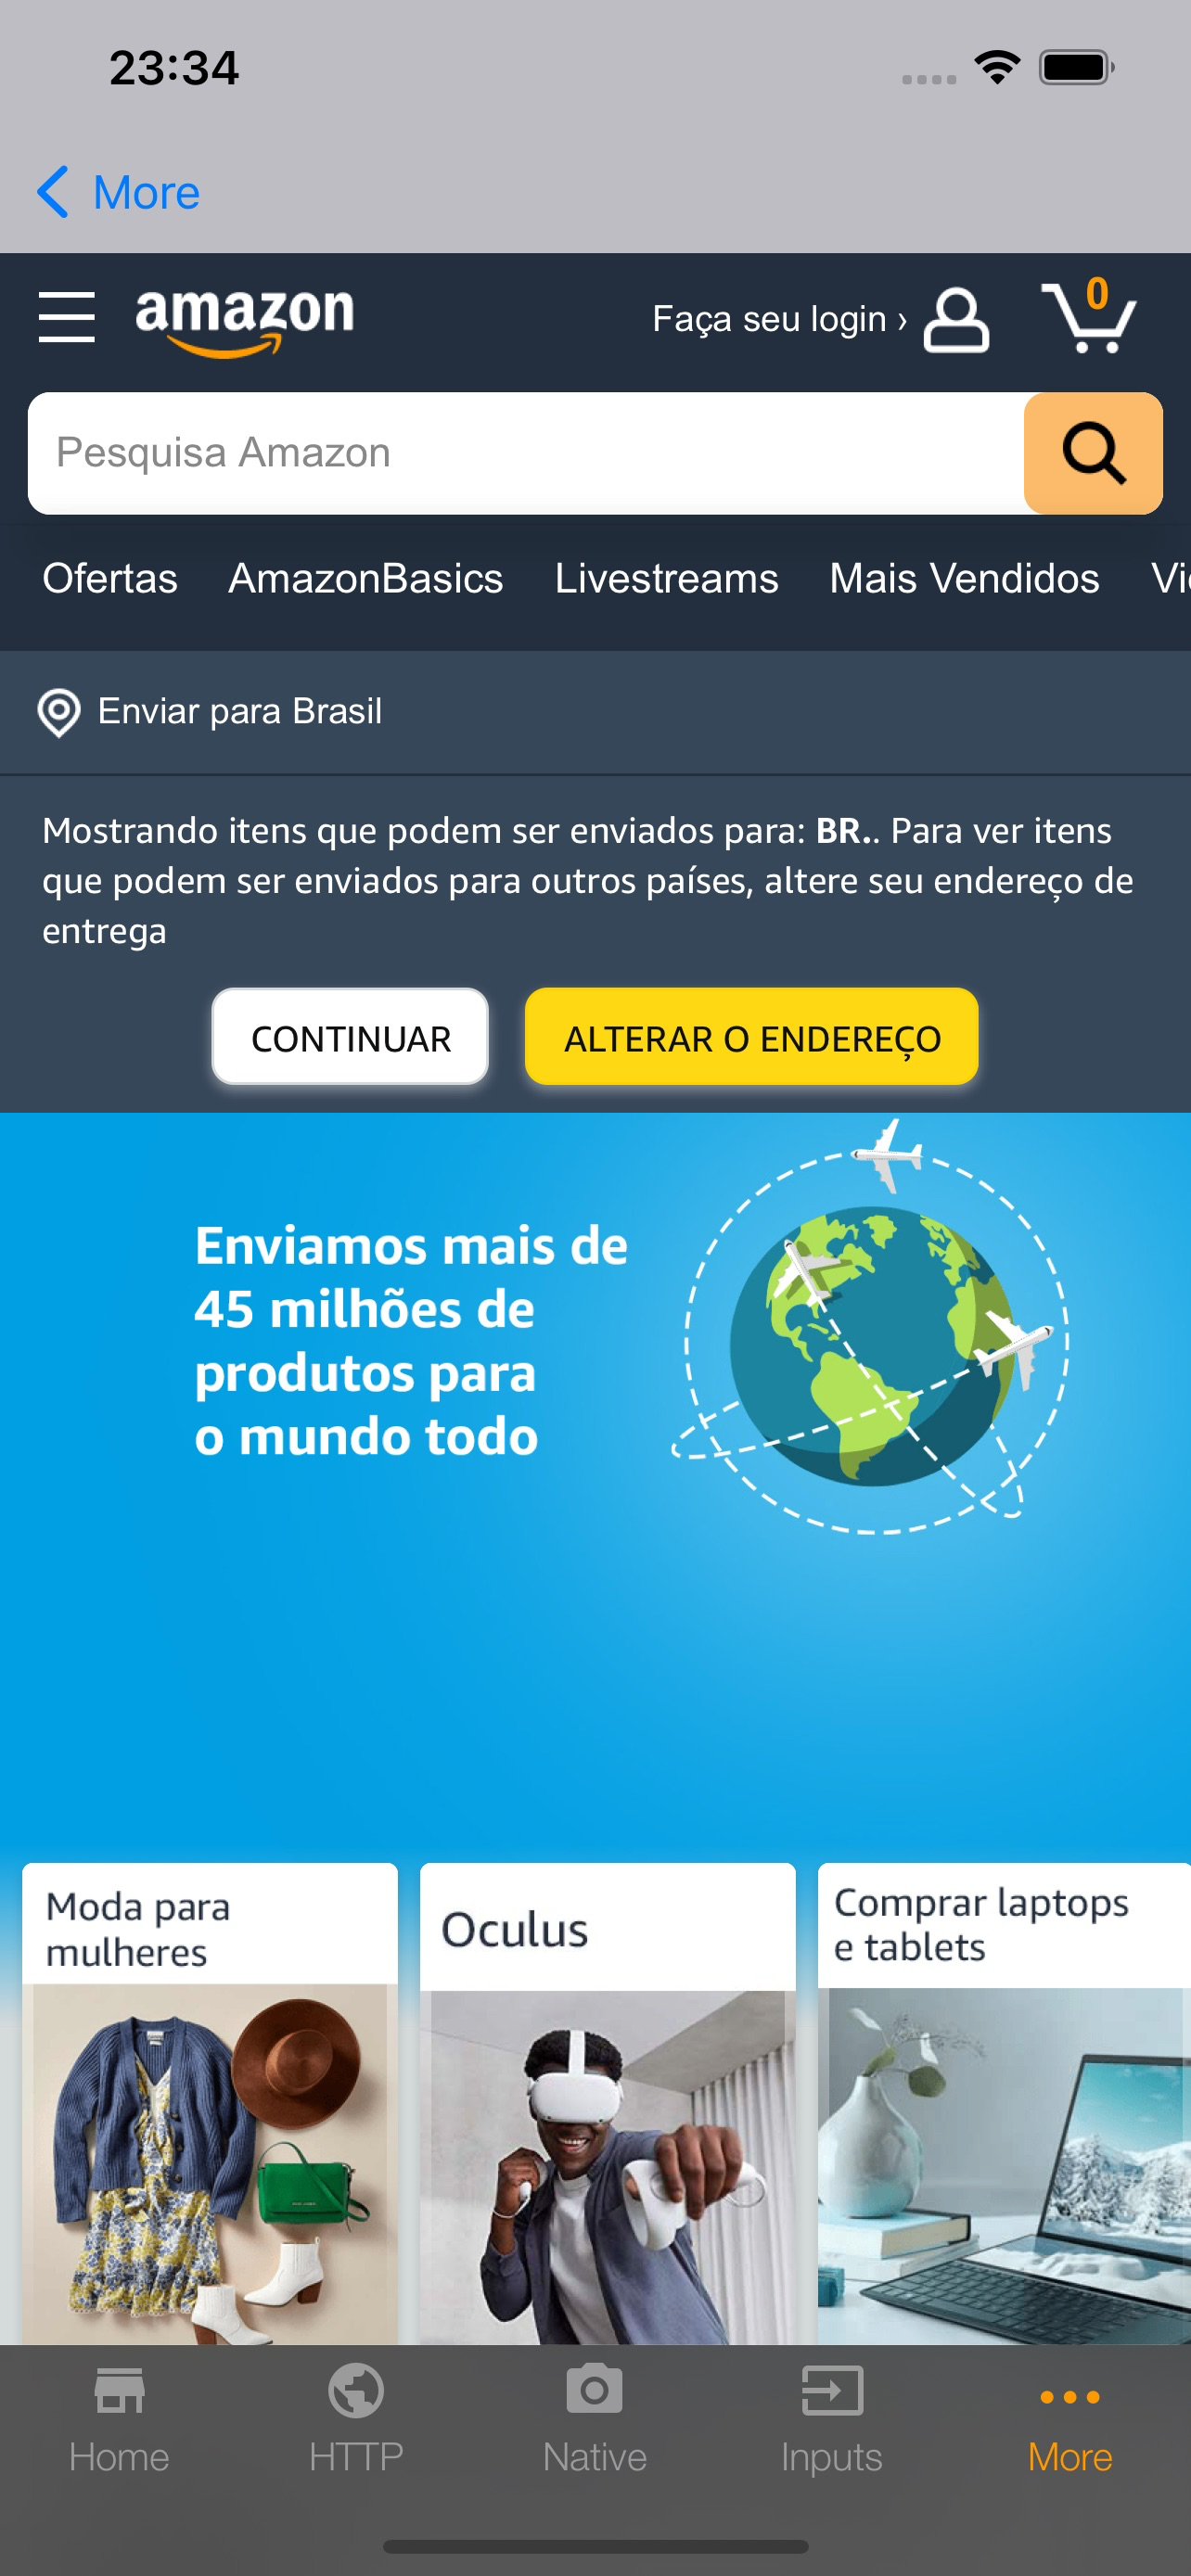 23:34
More
amazon
Faça seu login ›
0
Pesquisa Amazon
Ofertas AmazonBasics Livestreams Mais Vendidos Vi
Enviar para Brasil
Mostrando itens que podem ser enviados para: BR.. Para ver itens
que podem ser enviados para outros países, altere seu endereço de
entrega
CONTINUAR ALTERAR O ENDEREÇO
Enviamos mais de
45 milhões de
produtos para
o mundo todo
Moda para
mulheres
Oculus
Comprar laptops
e tablets
Home HTTP Native Inputs More